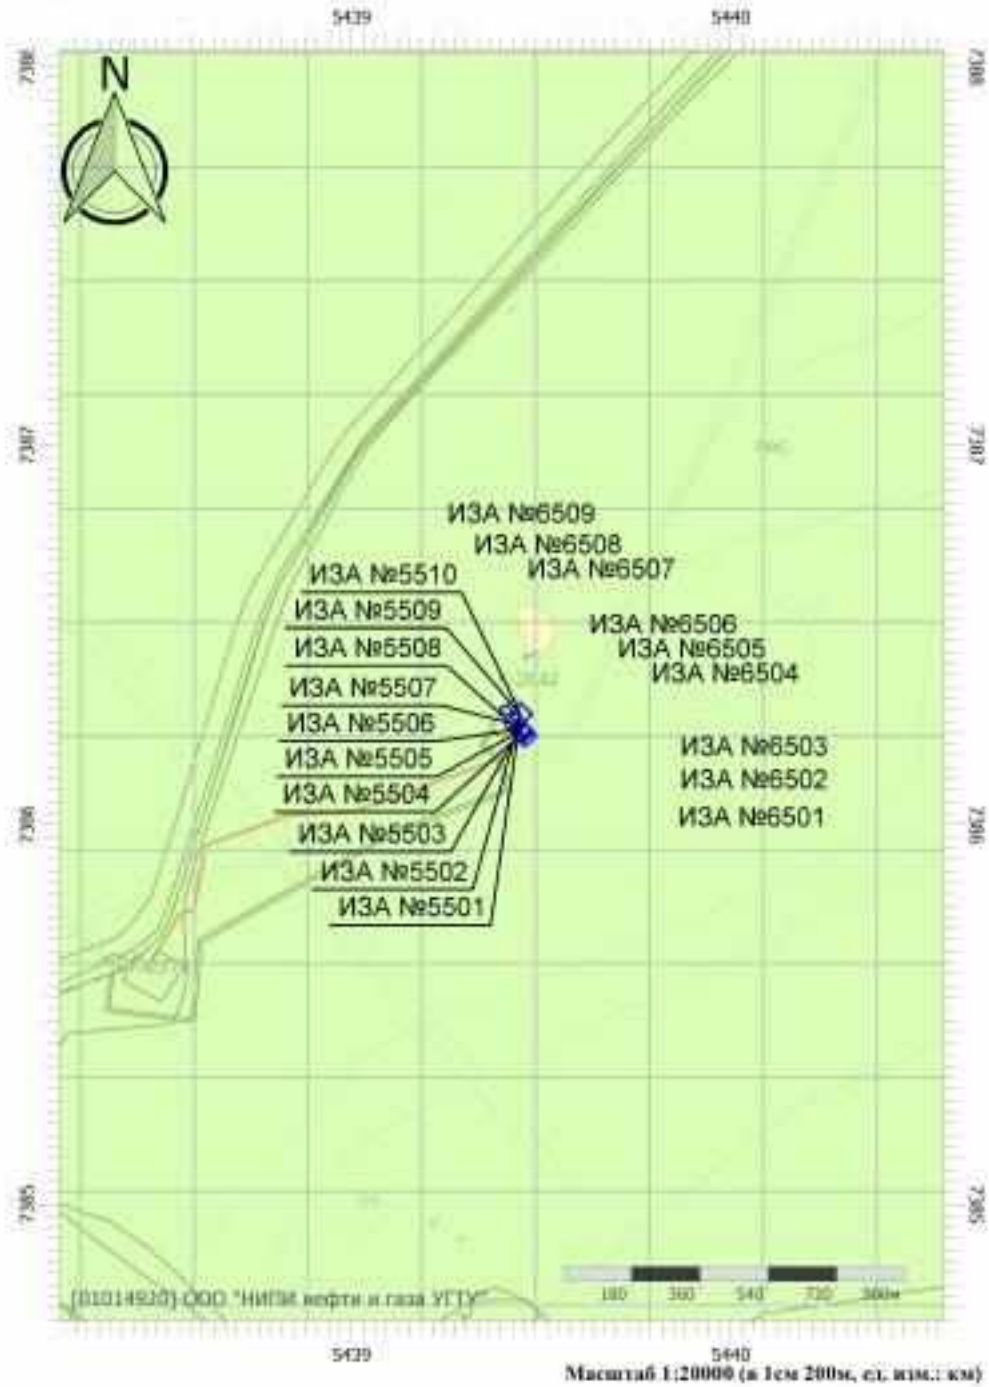 5439 5440
7388 7388
N
7387 7387
ИЗА №6509
ИЗА №6508
ИЗА №6507
ИЗА №5510
ИЗА №5509
ИЗА №6506
ИЗА №5508
ИЗА №6505
ИЗА №6504
ИЗА №5507
ИЗА №5506
ИЗА №6503
ИЗА №5505
ИЗА №6502
ИЗА №5504
ИЗА №6501
7386 7386
ИЗА №5503
ИЗА №5502
ИЗА №5501
7385 7385
180 360 540 720
[01014920] ООО "НИПИ нефти и газа УГТУ"
5439 5440
Масштаб 1:20000 (в 1см 200м, ед. изм.: км)